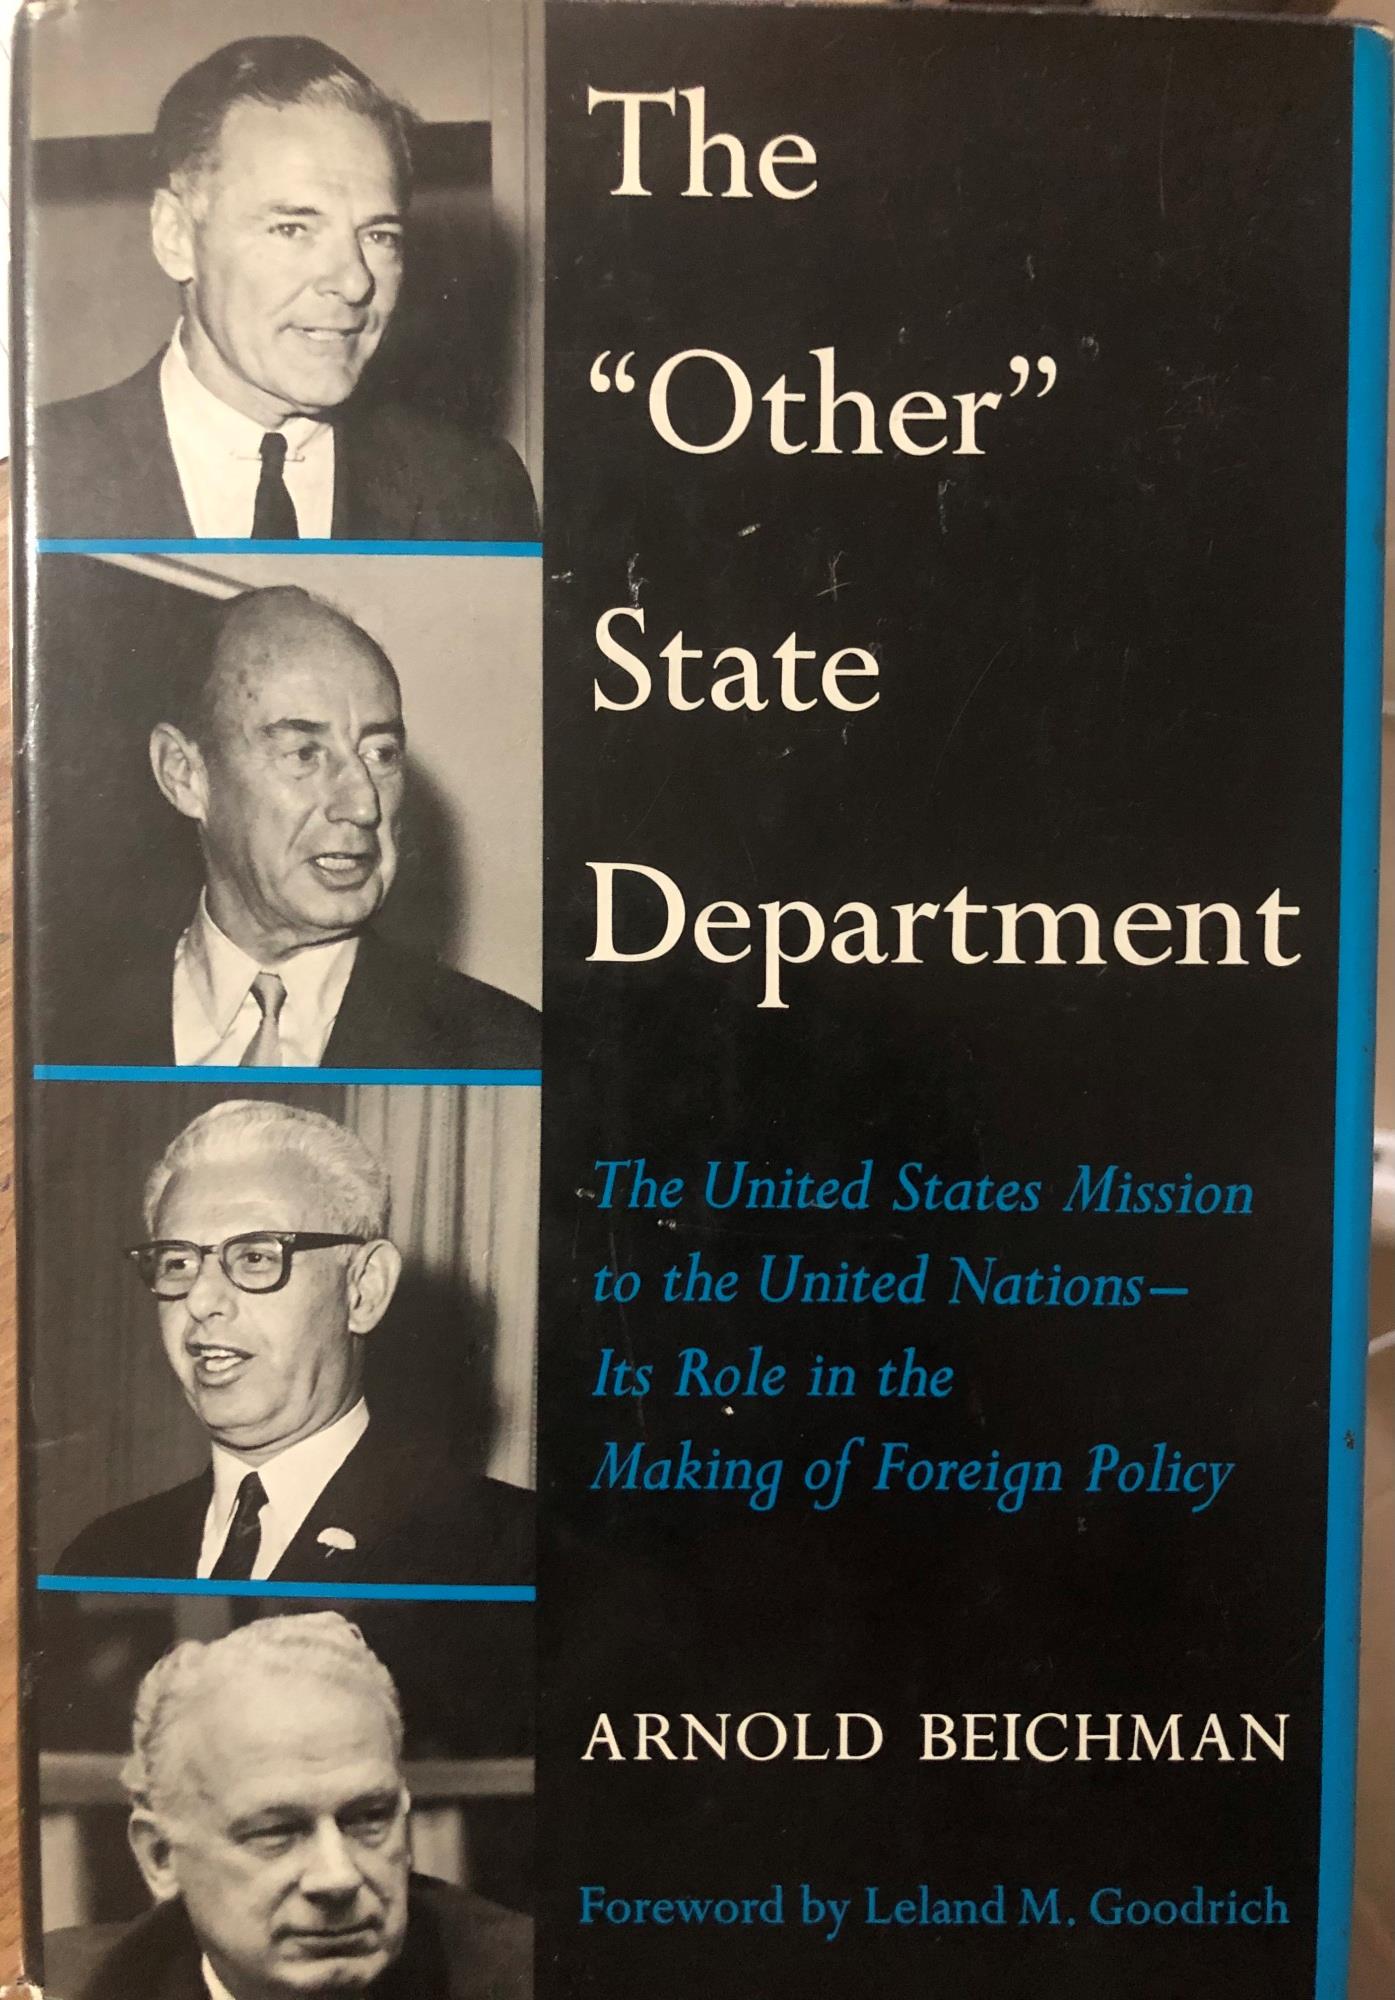 The
“Other”
State
Department
The United States Mission
to the United Nations—
Its Role in the
Making of Foreign Policy
ARNOLD BEICHMAN
Foreword by Leland M. Goodrich